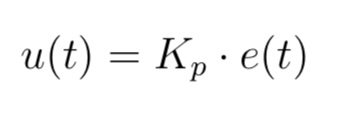 u(t) = K_p · e(t)